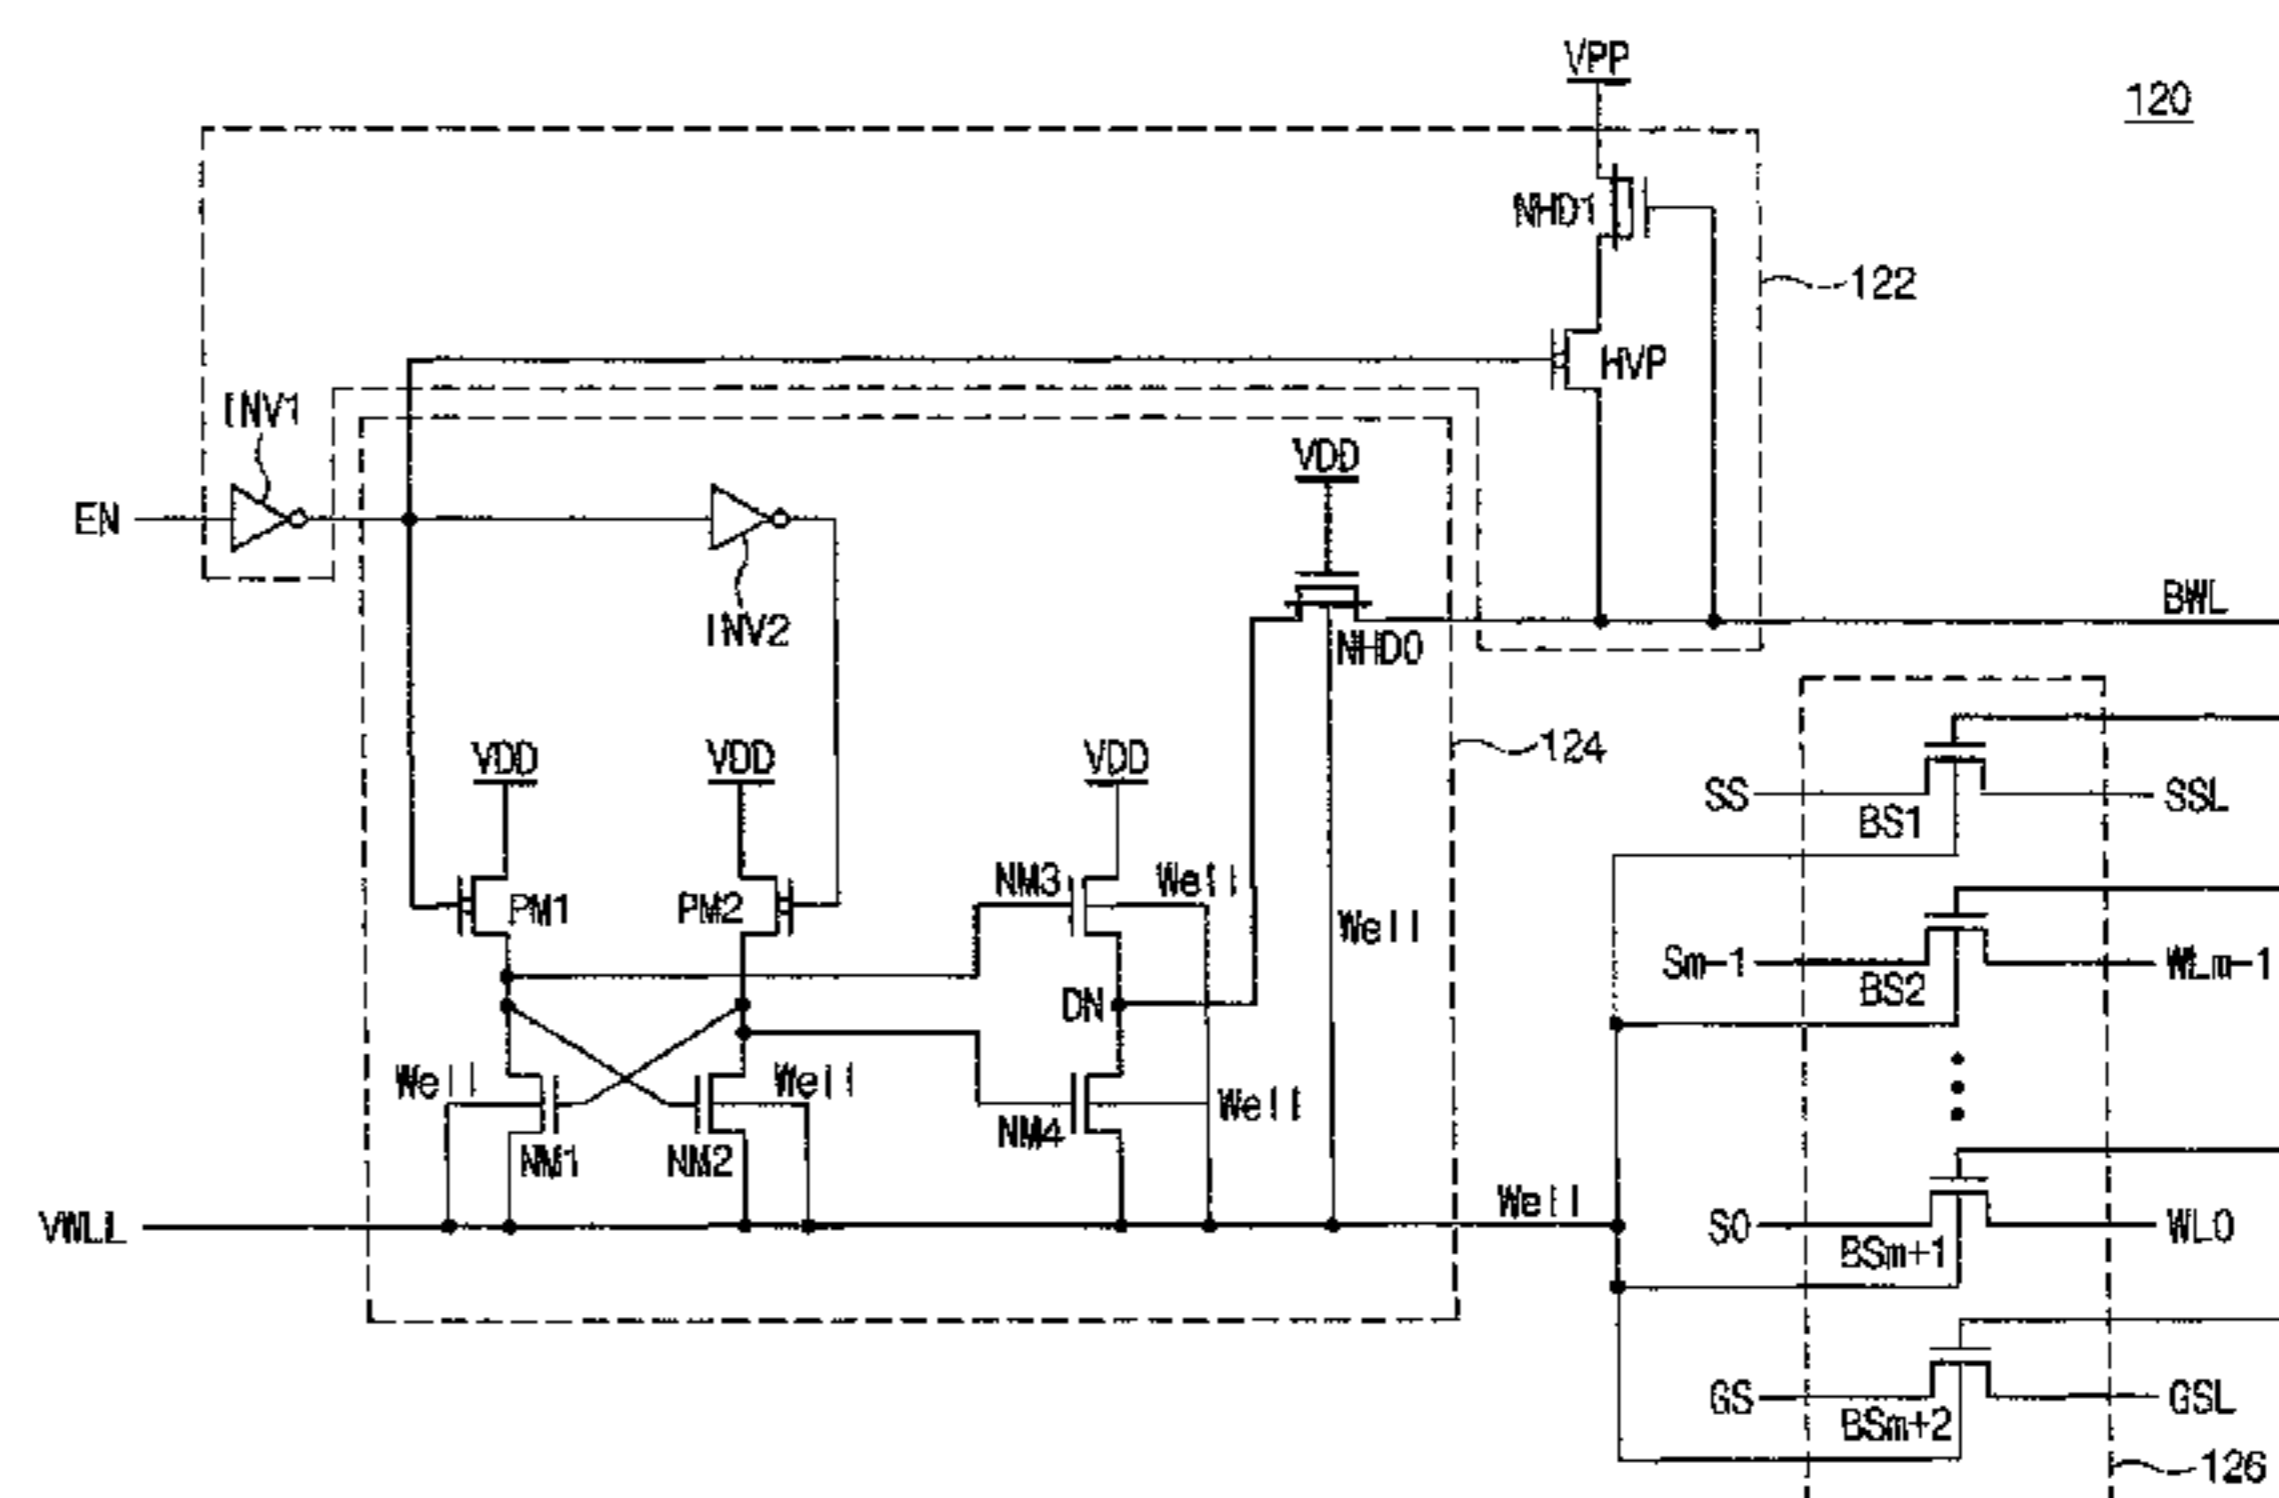 VPP
120
NHD1
122
HVP
INV1
VDD
EN
INV2
BWL
NHD0
VDD
VDD
VDD
124
SS
BS1
SSL
NM3
Well
PM1
PM2
Well
Sm-1
BS2
WLm-1
DN
Well
Well
Well
NM1
NM2
NM4
Well
VWLL
S0
BSm+1
WL0
GS
BSm+2
GSL
126